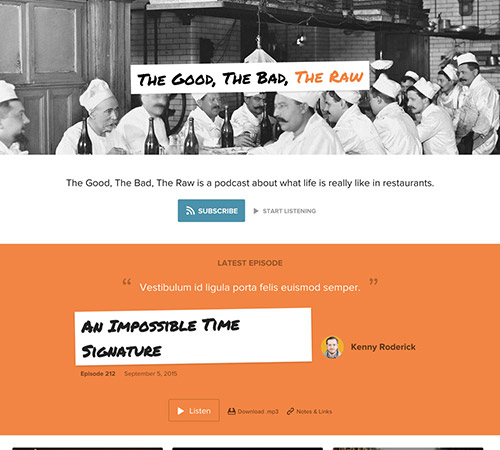 The Good, The Bad, The Raw
The Good, The Bad, The Raw is a podcast about what life is really like in restaurants.
SUBSCRIBE
START LISTENING
LATEST EPISODE
“ Vestibulum id ligula porta felis euismod semper. ”
An Impossible Time
Signature
Kenny Roderick
Episode 212 September 5, 2015
Listen
Download .mp3
Notes & Links